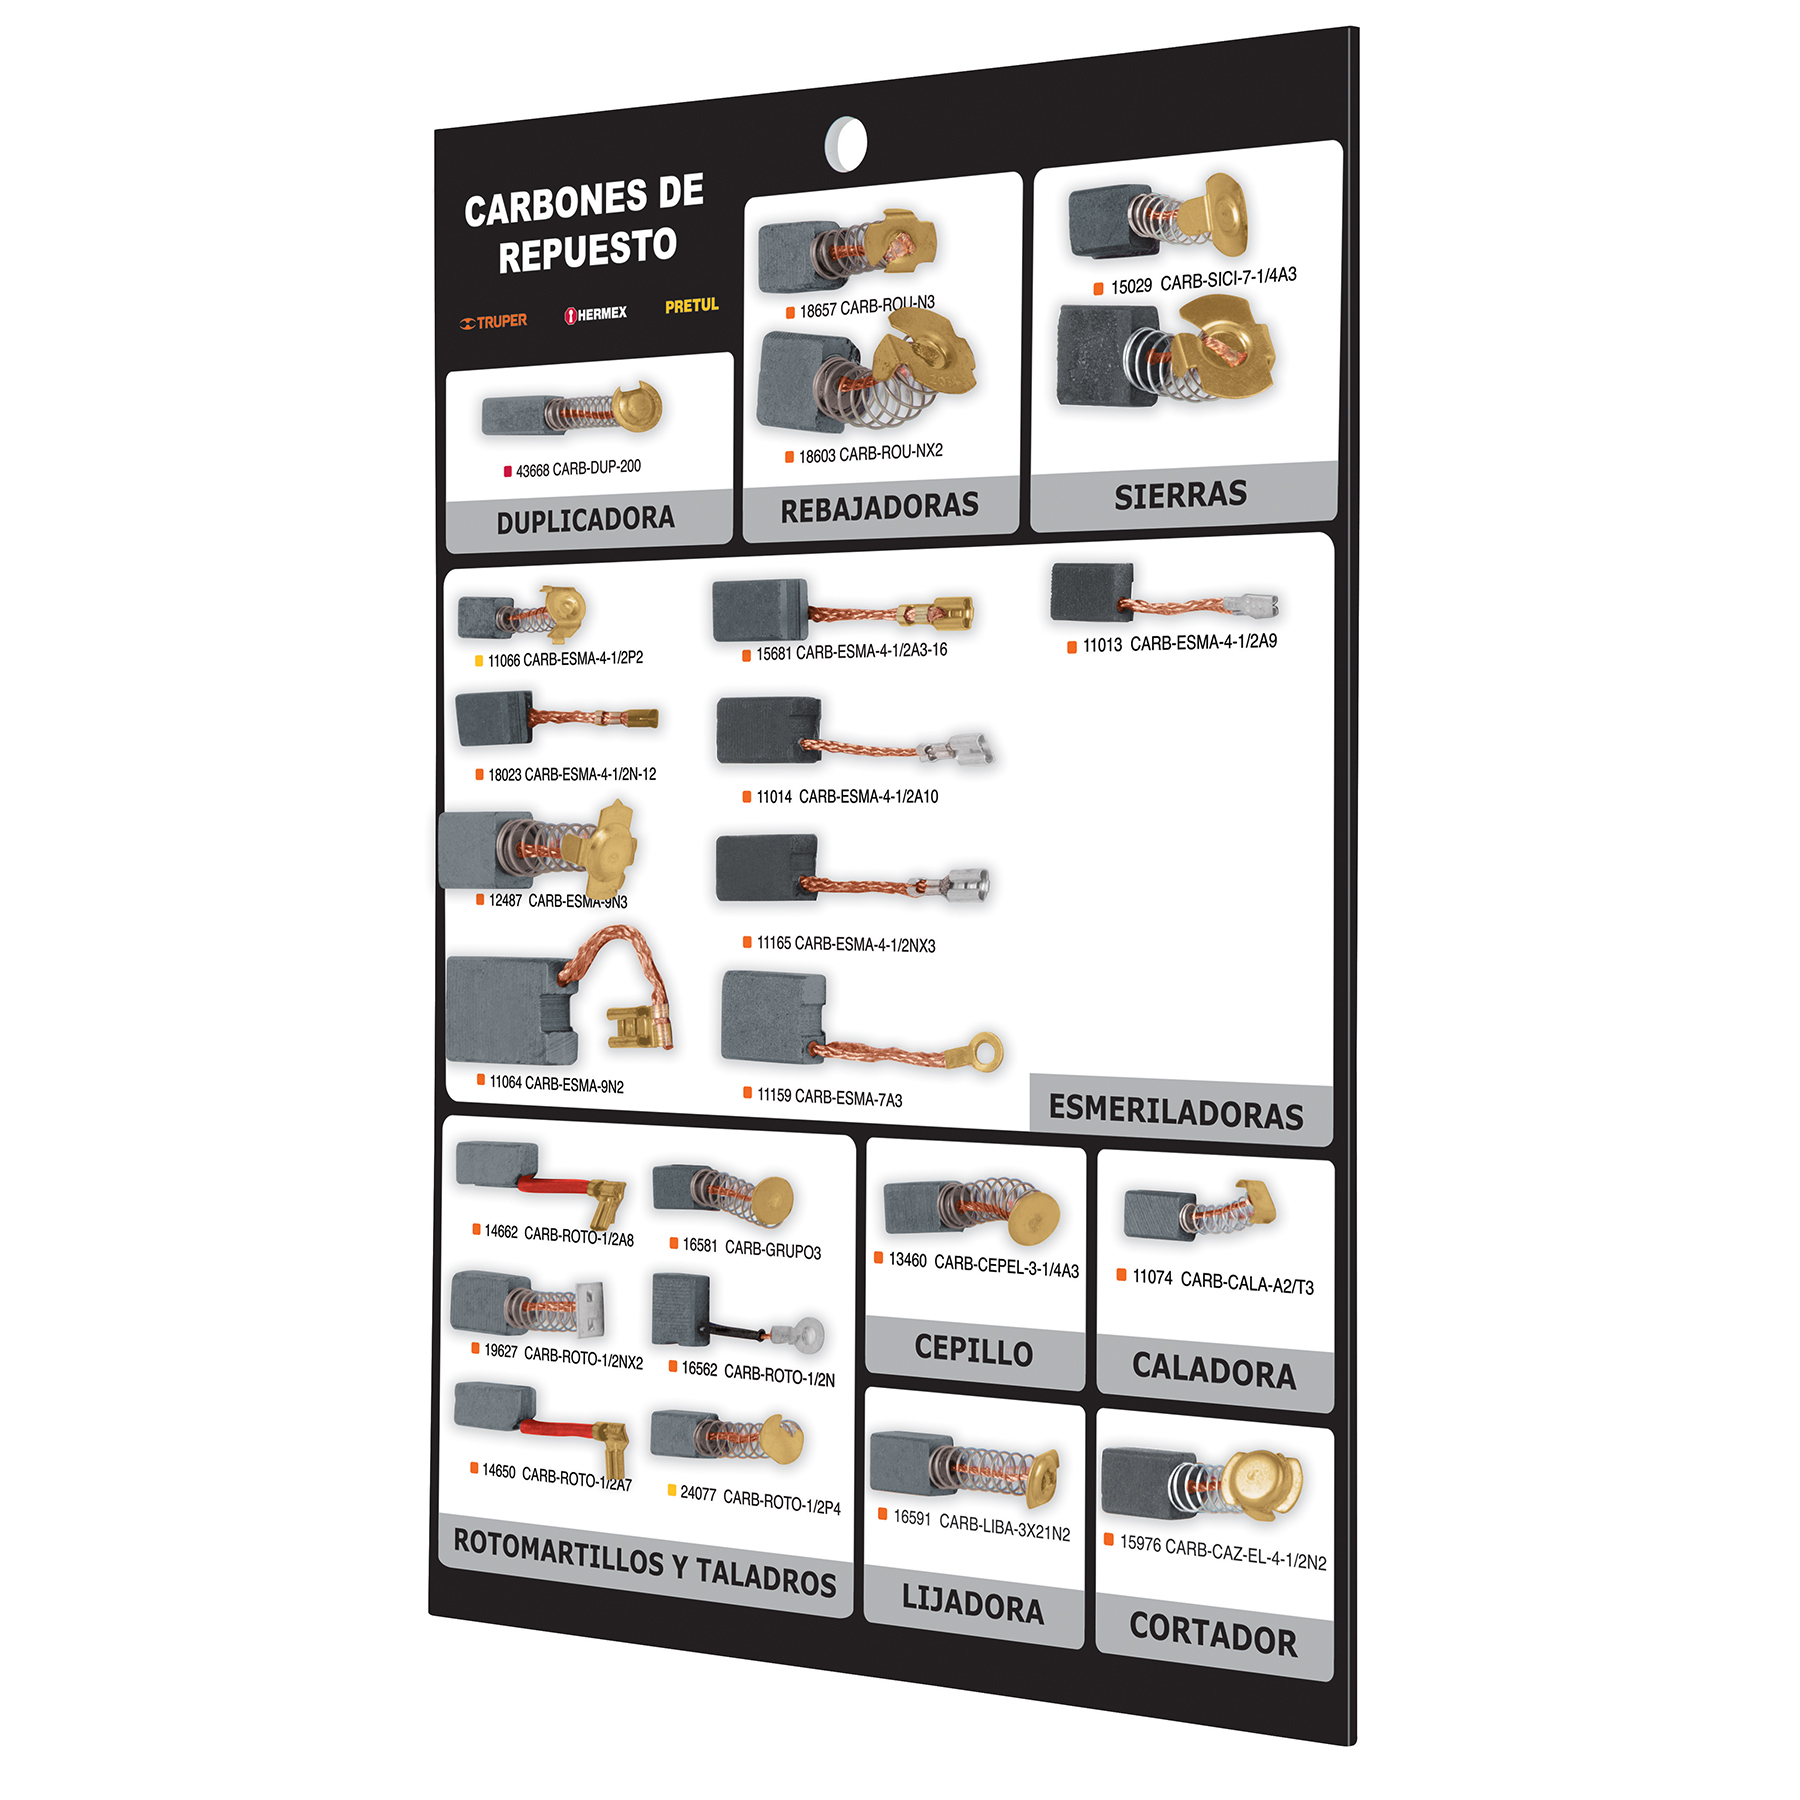 CARBONES DE
REPUESTO
TRUPER HERMEX PRETUL
43668 CARB-DUP-200
DUPLICADORA
18657 CARB-ROU-N3
18603 CARB-ROU-NX2
REBAJADORAS
15029 CARB-SICI-7-1/4A3
SIERRAS
11066 CARB-ESMA-4-1/2P2
15681 CARB-ESMA-4-1/2A3-16
11013 CARB-ESMA-4-1/2A9
18023 CARB-ESMA-4-1/2N-12
11014 CARB-ESMA-4-1/2A10
12487 CARB-ESMA-9N3
11165 CARB-ESMA-4-1/2NX3
11064 CARB-ESMA-9N2
11159 CARB-ESMA-7A3
ESMERILADORAS
14662 CARB-ROTO-1/2A8
16581 CARB-GRUPO3
19627 CARB-ROTO-1/2NX2
16562 CARB-ROTO-1/2N
14650 CARB-ROTO-1/2A7
24077 CARB-ROTO-1/2P4
ROTOMARTILLOS Y TALADROS
13460 CARB-CEPEL-3-1/4A3
CEPILLO
11074 CARB-CALA-A2/T3
CALADORA
16591 CARB-LIBA-3X21N2
LIJADORA
15976 CARB-CAZ-EL-4-1/2N2
CORTADOR